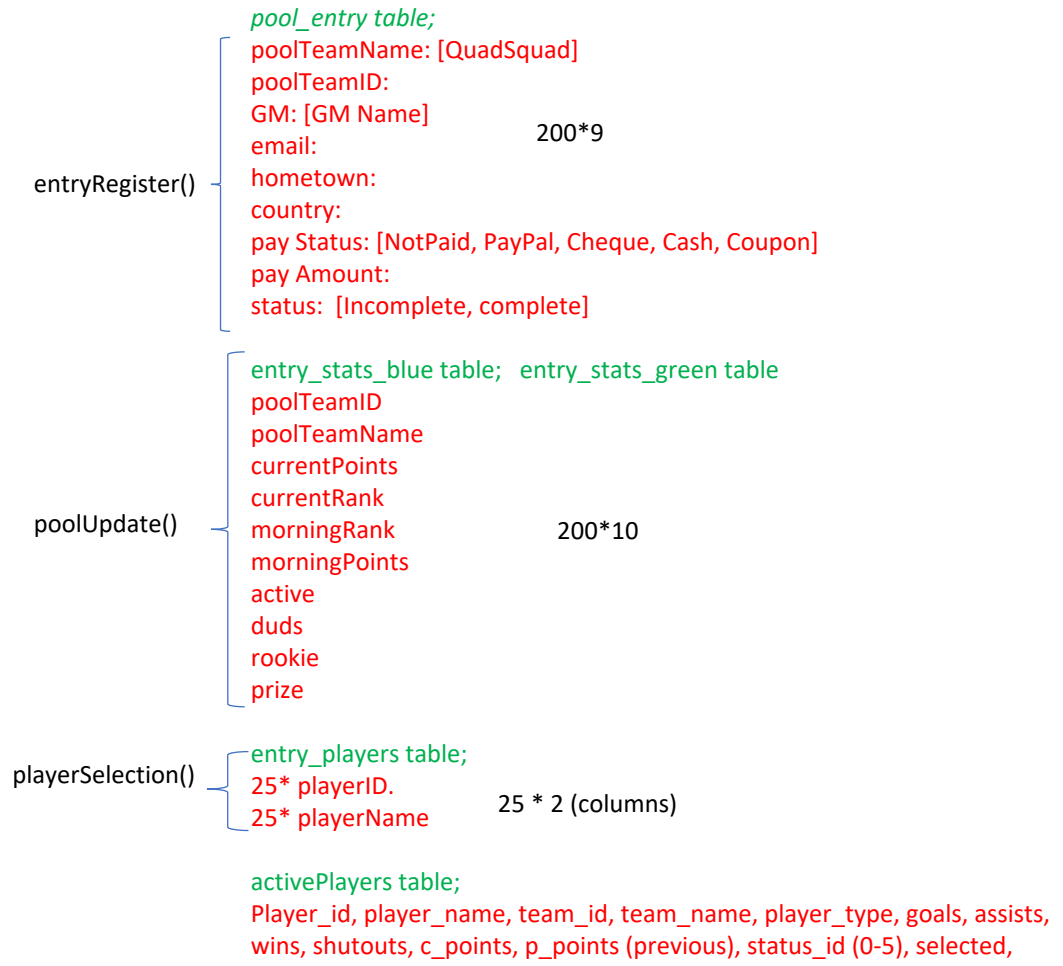 pool_entry table;
poolTeamName: [QuadSquad]
poolTeamID:
GM: [GM Name]
200*9
email:
entryRegister()
hometown:
country:
pay Status: [NotPaid, PayPal, Cheque, Cash, Coupon]
pay Amount:
status:  [Incomplete, complete]
entry_stats_blue table;   entry_stats_green table
poolTeamID
poolTeamName
currentPoints
currentRank
poolUpdate()
morningRank
200*10
morningPoints
active
duds
rookie
prize
entry_players table;
playerSelection()
25* playerID.
25 * 2 (columns)
25* playerName
activePlayers table;
Player_id, player_name, team_id, team_name, player_type, goals, assists,
wins, shutouts, c_points, p_points (previous), status_id (0-5), selected,